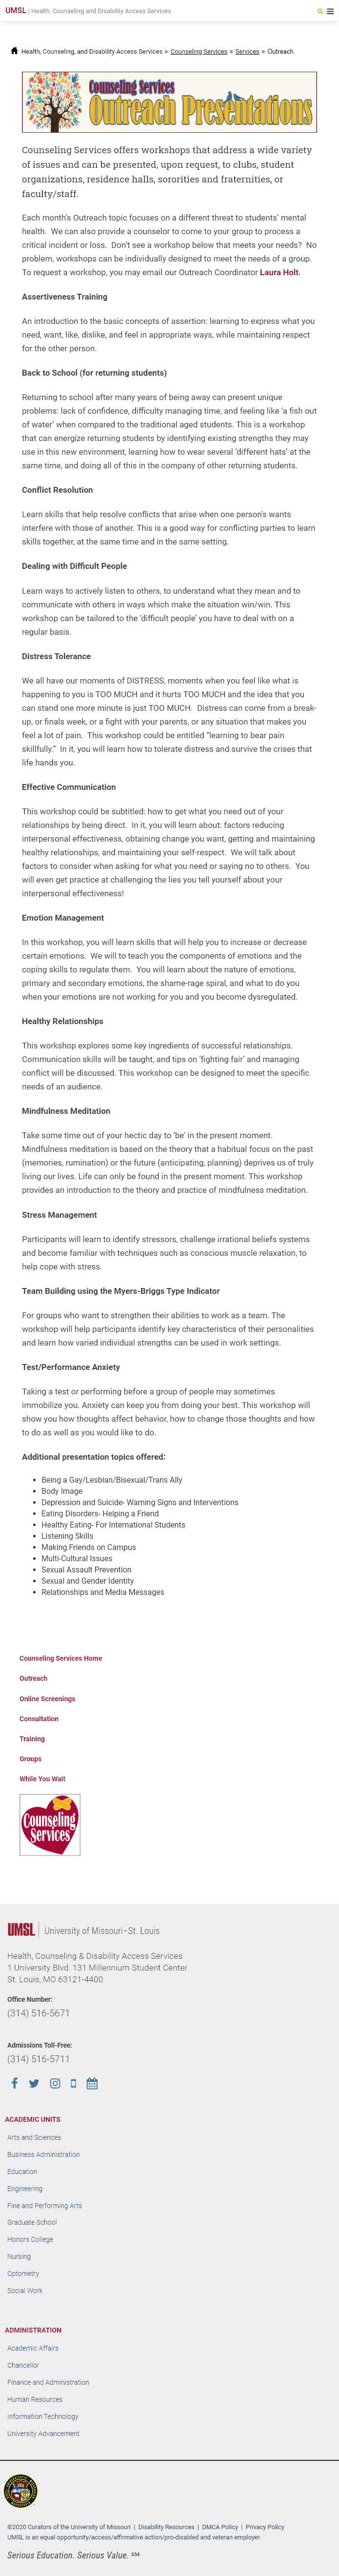 UMSL | Health, Counseling and Disability Access Services
Health, Counseling, and Disability Access Services » Counseling Services » Services » Outreach
Counseling Services
Outreach Presentations
Counseling Services offers workshops that address a wide variety
of issues and can be presented, upon request, to clubs, student
organizations, residence halls, sororities and fraternities, or
faculty/staff.
Each month's Outreach topic focuses on a different threat to students' mental
health. We can also provide a counselor to come to your group to process a
critical incident or loss. Don't see a workshop below that meets your needs? No
problem, workshops can be individually designed to meet the needs of a group.
To request a workshop, you may email our Outreach Coordinator Laura Holt.
Assertiveness Training
An introduction to the basic concepts of assertion: learning to express what you
need, want, like, dislike, and feel in appropriate ways, while maintaining respect
for the other person.
Back to School (for returning students)
Returning to school after many years of being away can present unique
problems: lack of confidence, difficulty managing time, and feeling like 'a fish out
of water' when compared to the traditional aged students. This is a workshop
that can energize returning students by identifying existing strengths they may
use in this new environment, learning how to wear several 'different hats' at the
same time, and doing all of this in the company of other returning students.
Conflict Resolution
Learn skills that help resolve conflicts that arise when one person's wants
interfere with those of another. This is a good way for conflicting parties to learn
skills together, at the same time and in the same setting.
Dealing with Difficult People
Learn ways to actively listen to others, to understand what they mean and to
communicate with others in ways which make the situation win/win. This
workshop can be tailored to the 'difficult people' you have to deal with on a
regular basis.
Distress Tolerance
We all have our moments of DISTRESS, moments when you feel like what is
happening to you is TOO MUCH and it hurts TOO MUCH and the idea that you
can stand one more minute is just TOO MUCH. Distress can come from a break-
up, from finals week, or a fight with your parents, or any situation that makes you
feel a lot of pain. This workshop could be entitled "learning to bear pain
skillfully." In it, you will learn how to tolerate distress and survive the crises that
life hands you.
Effective Communication
This workshop could be subtitled: how to get what you need out of your
relationships by being direct. In it, you will learn about: factors reducing
interpersonal effectiveness, obtaining change you want, getting and maintaining
healthy relationships, and maintaining your self-respect. We will talk about
factors to consider when asking for what you need or saying no to others. You
will even get practice at challenging the lies you tell yourself about your
interpersonal effectiveness!
Emotion Management
In this workshop, you will learn skills that will help you to increase or decrease
certain emotions. We will to teach you the components of emotions and the
coping skills to regulate them. You will learn about the nature of emotions,
primary and secondary emotions, the shame-rage spiral, and what to do you
when your emotions are not working for you and you become dysregulated.
Healthy Relationships
This workshop explores some key ingredients of successful relationships.
Communication skills will be taught, and tips on 'fighting fair' and managing
conflict will be discussed. This workshop can be designed to meet the specific
needs of an audience.
Mindfulness Meditation
Take some time out of your hectic day to 'be' in the present moment.
Mindfulness meditation is based on the theory that a habitual focus on the past
(memories, rumination) or the future (anticipating, planning) deprives us of truly
living our lives. Life can only be found in the present moment. This workshop
provides an introduction to the theory and practice of mindfulness meditation.
Stress Management
Participants will learn to identify stressors, challenge irrational beliefs systems
and become familiar with techniques such as conscious muscle relaxation, to
help cope with stress.
Team Building using the Myers-Briggs Type Indicator
For groups who want to strengthen their abilities to work as a team. The
workshop will help participants identify key characteristics of their personalities
and learn how varied individual strengths can be used in work settings.
Test/Performance Anxiety
Taking a test or performing before a group of people may sometimes
immobilize you. Anxiety can keep you from doing your best. This workshop will
show you how thoughts affect behavior, how to change those thoughts and how
to do as well as you would like to do.
Additional presentation topics offered:
• Being a Gay/Lesbian/Bisexual/Trans Ally
• Body Image
• Depression and Suicide- Warning Signs and Interventions
• Eating Disorders- Helping a Friend
• Healthy Eating- For International Students
• Listening Skills
• Making Friends on Campus
• Multi-Cultural Issues
• Sexual Assault Prevention
• Sexual and Gender Identity
• Relationships and Media Messages
Counseling Services Home
Outreach
Online Screenings
Consultation
Training
Groups
While You Wait
Counseling
Services
UMSL | University of Missouri–St. Louis
Health, Counseling & Disability Access Services
1 University Blvd. 131 Millennium Student Center
St. Louis, MO 63121-4400
Office Number:
(314) 516-5671
Admissions Toll-Free:
(314) 516-5711
ACADEMIC UNITS
Arts and Sciences
Business Administration
Education
Engineering
Fine and Performing Arts
Graduate School
Honors College
Nursing
Optometry
Social Work
ADMINISTRATION
Academic Affairs
Chancellor
Finance and Administration
Human Resources
Information Technology
University Advancement
©2020 Curators of the University of Missouri | Disability Resources | DMCA Policy | Privacy Policy
UMSL is an equal opportunity/access/affirmative action/pro-disabled and veteran employer.
Serious Education. Serious Value. ℠